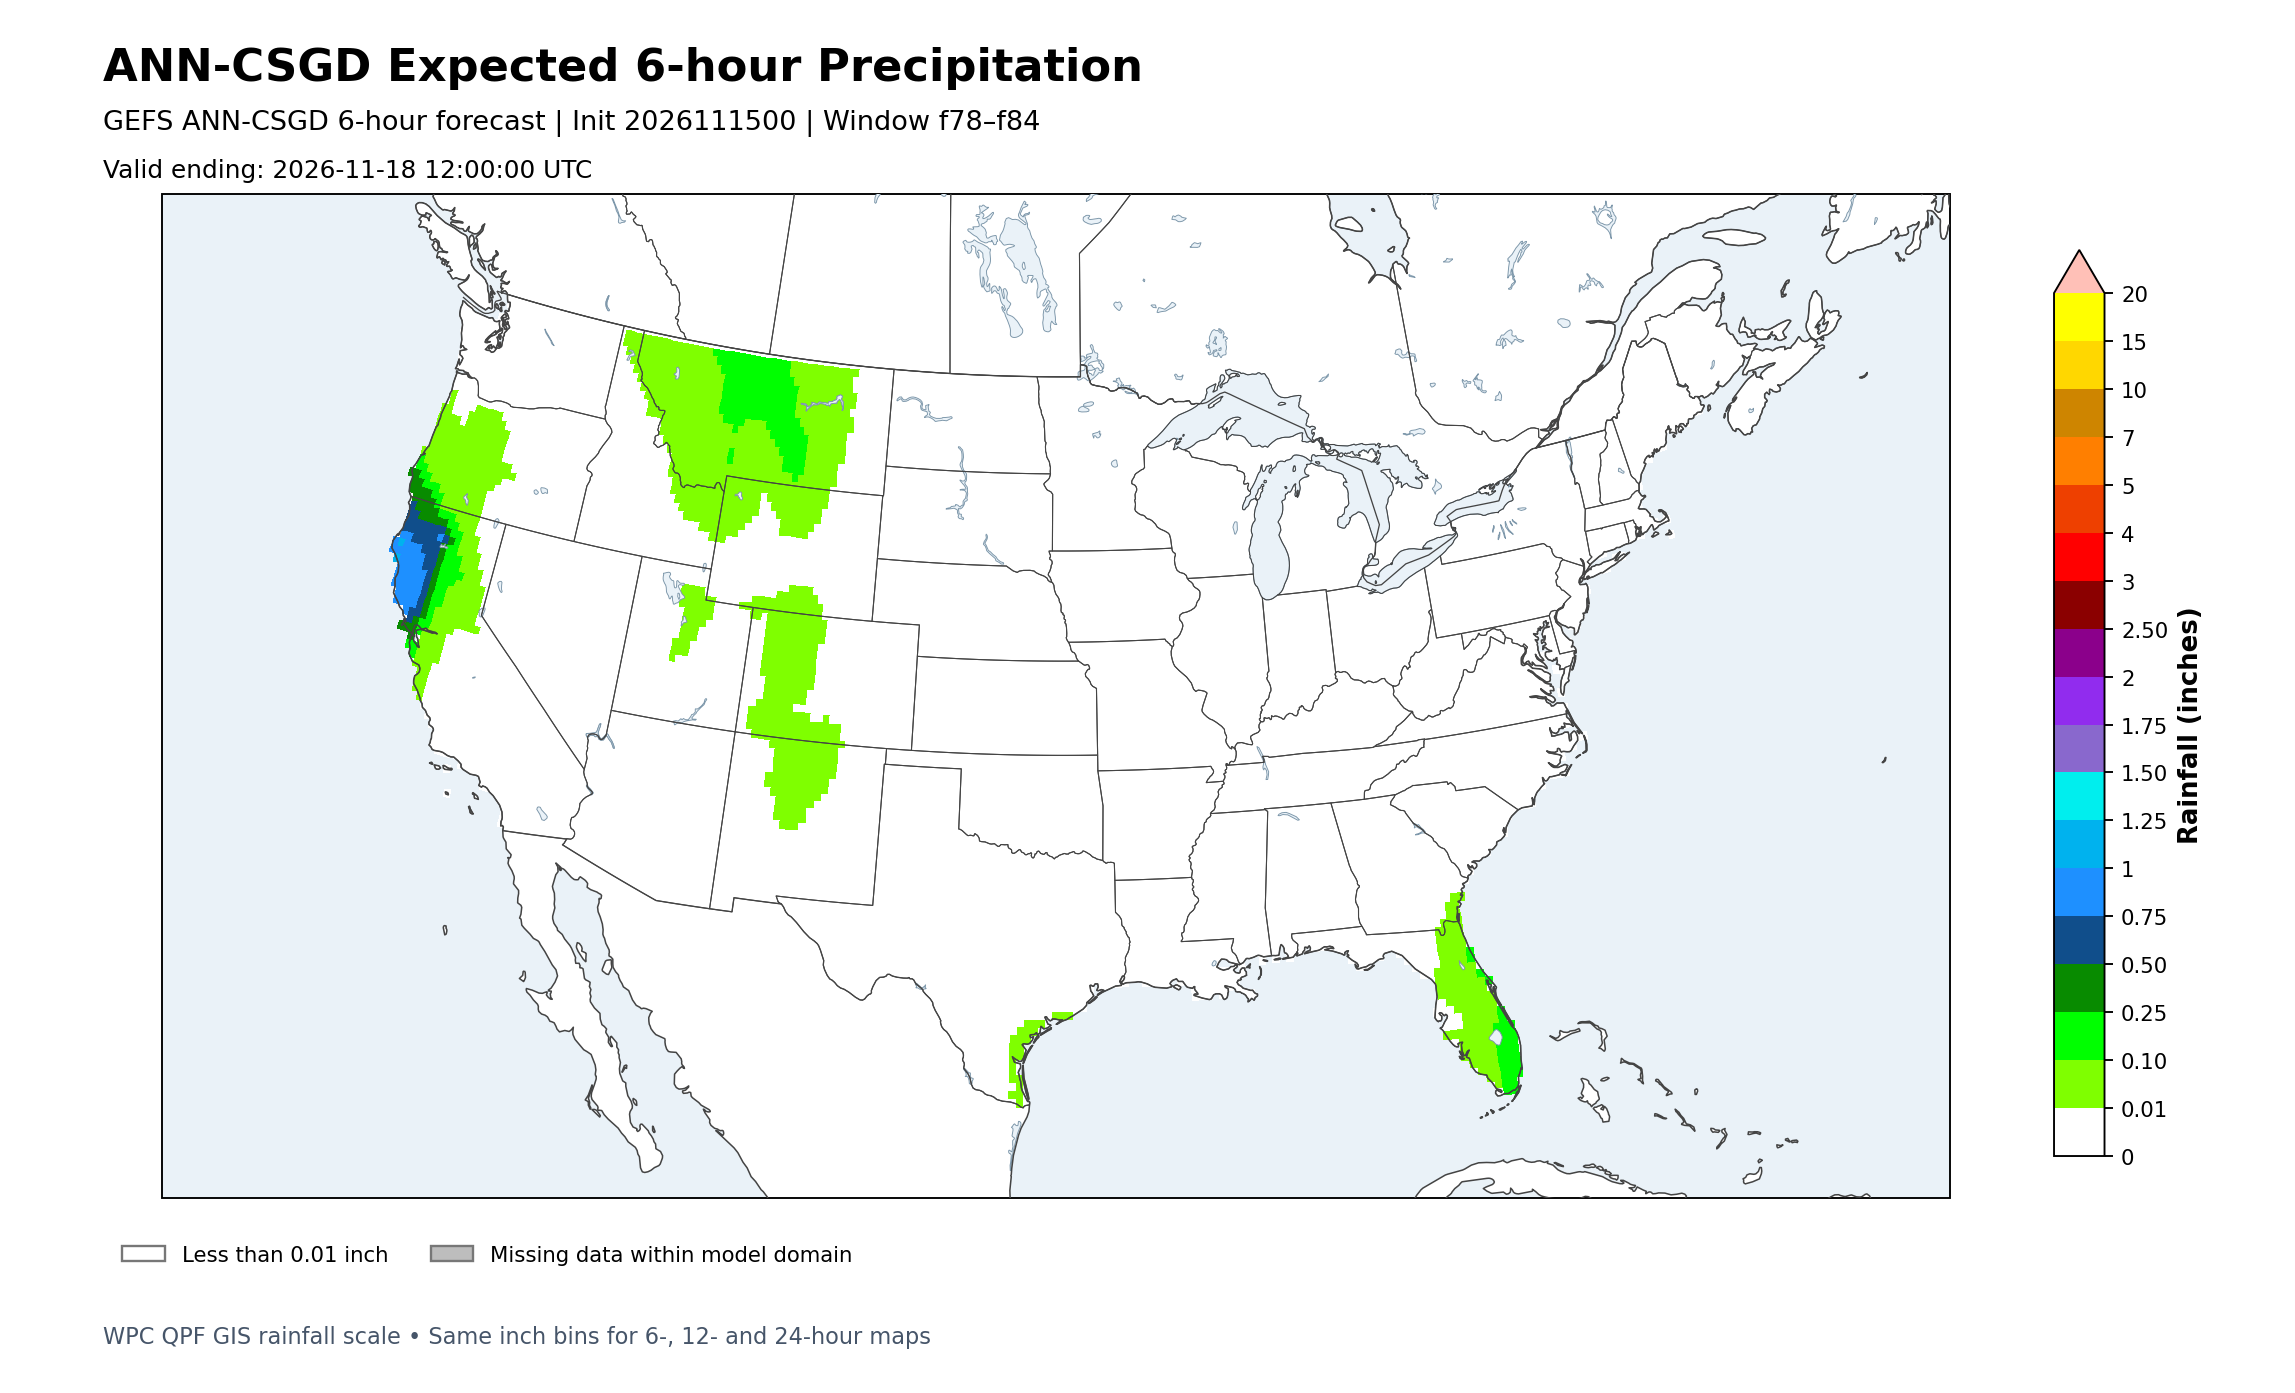 ANN-CSGD Expected 6-hour Precipitation
GEFS ANN-CSGD 6-hour forecast | Init 2026111500 | Window f78–f84
Valid ending: 2026-11-18 12:00:00 UTC
20
15
10
7
5
4
3
2.50
2
1.75
1.50
1.25
1
0.75
0.50
0.25
0.10
0.01
0
Rainfall (inches)
Less than 0.01 inch
Missing data within model domain
WPC QPF GIS rainfall scale • Same inch bins for 6-, 12- and 24-hour maps